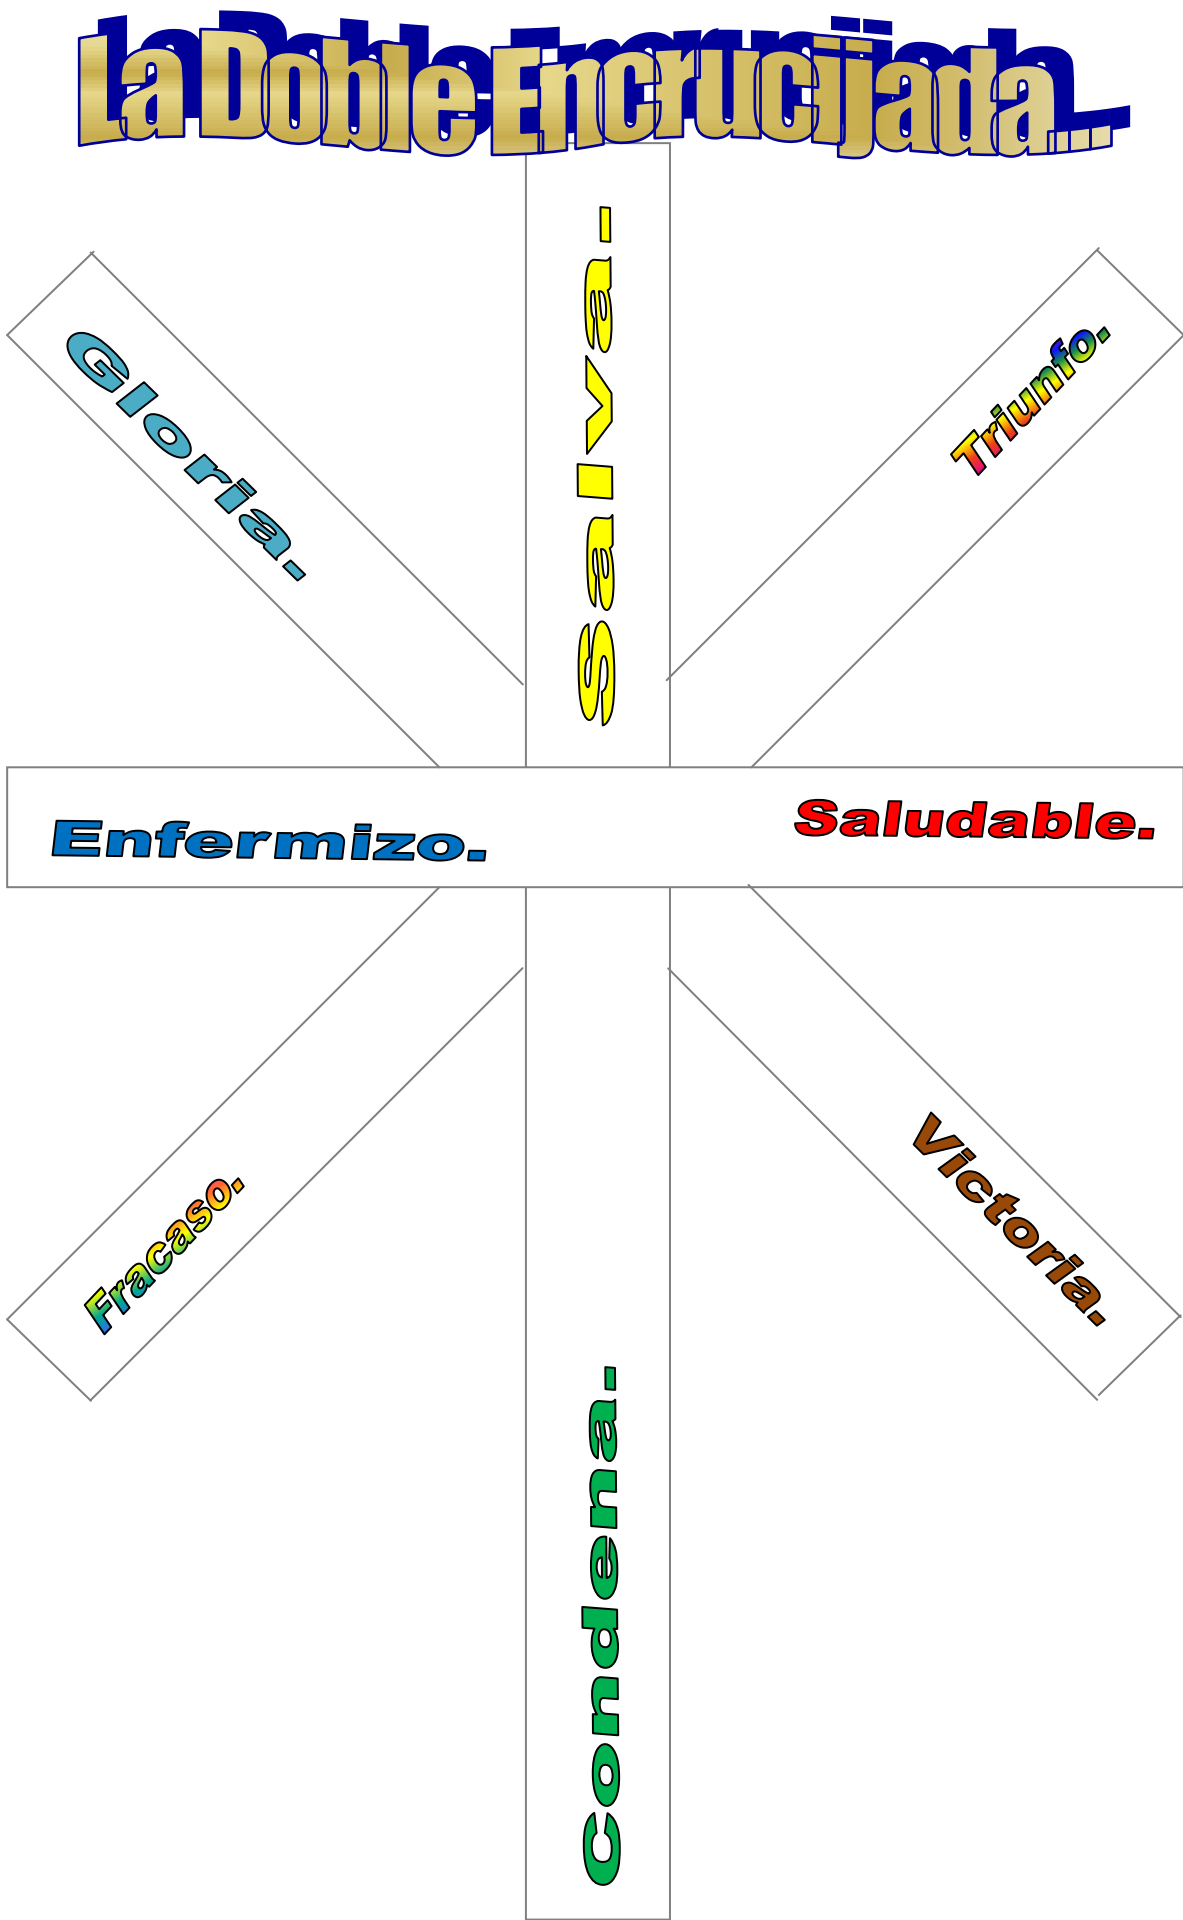 La Doble Encrucijada....
Salva.
Gloria.
Triunfo.
Enfermizo.
Saludable.
Fracaso.
Victoria.
Condena.